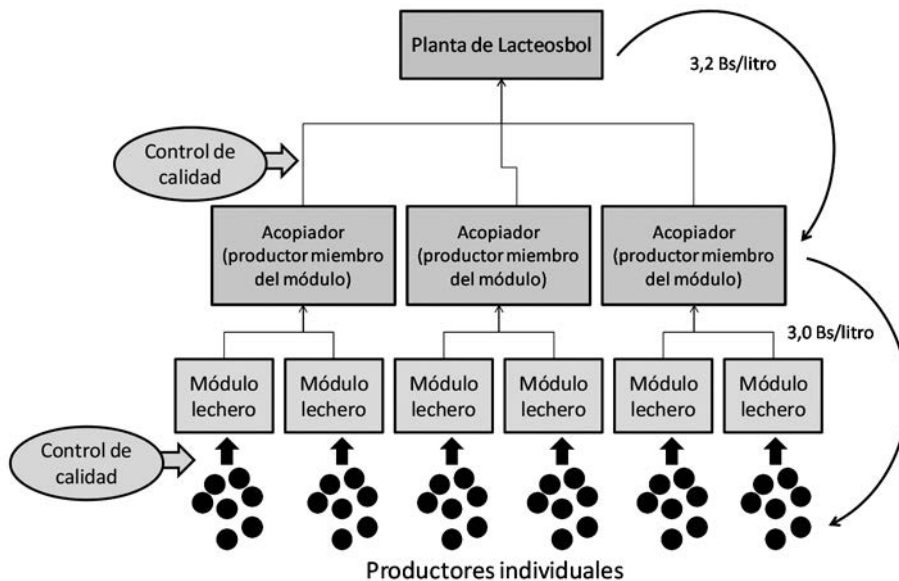 Planta de Lacteosbol
3,2 Bs/litro
Control de
calidad
Acopiador
(productor miembro
del módulo)
Acopiador
(productor miembro
del módulo)
Acopiador
(productor miembro
del módulo)
3,0 Bs/litro
Módulo
lechero
Módulo
lechero
Módulo
lechero
Módulo
lechero
Módulo
lechero
Módulo
lechero
Control de
calidad
Productores individuales